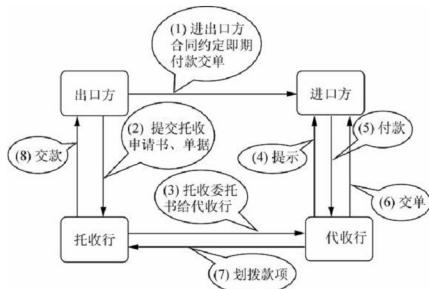 (1) 进出口方
合同约定即期
付款交单
出口方
进口方
(2) 提交托收
申请书、单据
(5) 付款
(8) 交款
(4) 提示
(3) 托收委托
书给代收行
(6) 交单
托收行
代收行
(7) 划拨款项